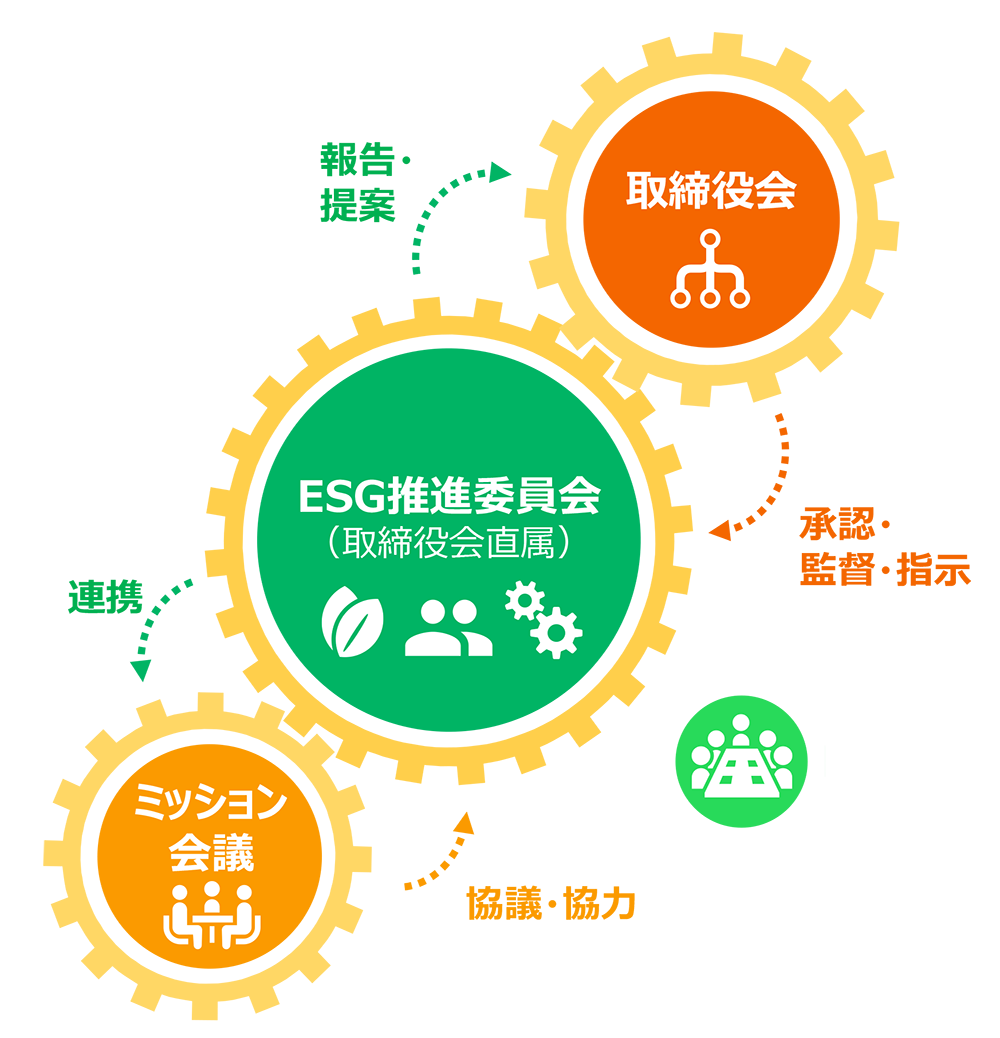 報告・
提案
取締役会
ESG推進委員会
（取締役会直属）
承認・
監督・指示
連携
ミッション
会議
協議・協力